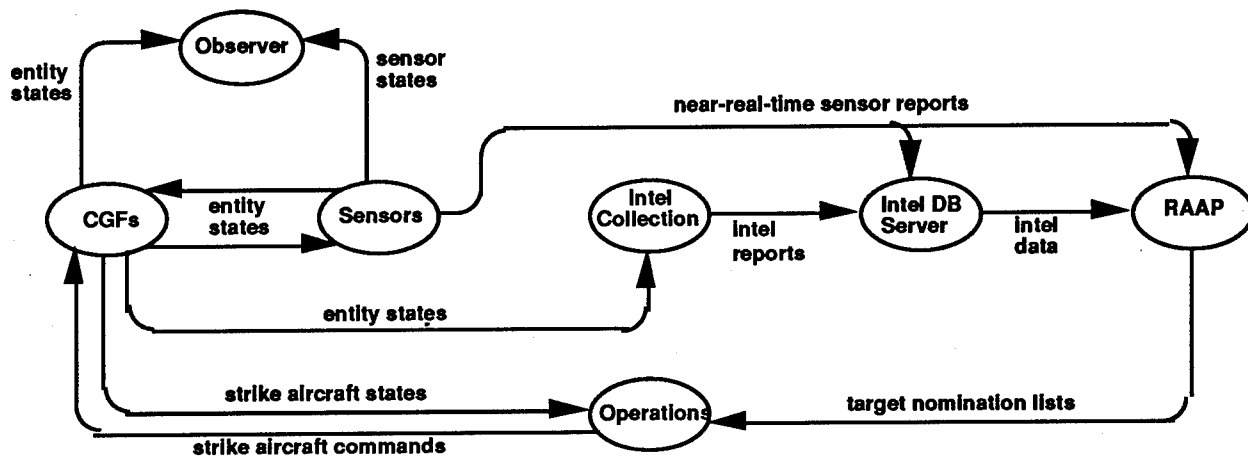 Observer
entity
states
sensor
states
near-real-time sensor reports
CGFs
entity
states
Sensors
Intel
Collection
intel
reports
Intel DB
Server
intel
data
RAAP
entity states
strike aircraft states
Operations
target nomination lists
strike aircraft commands